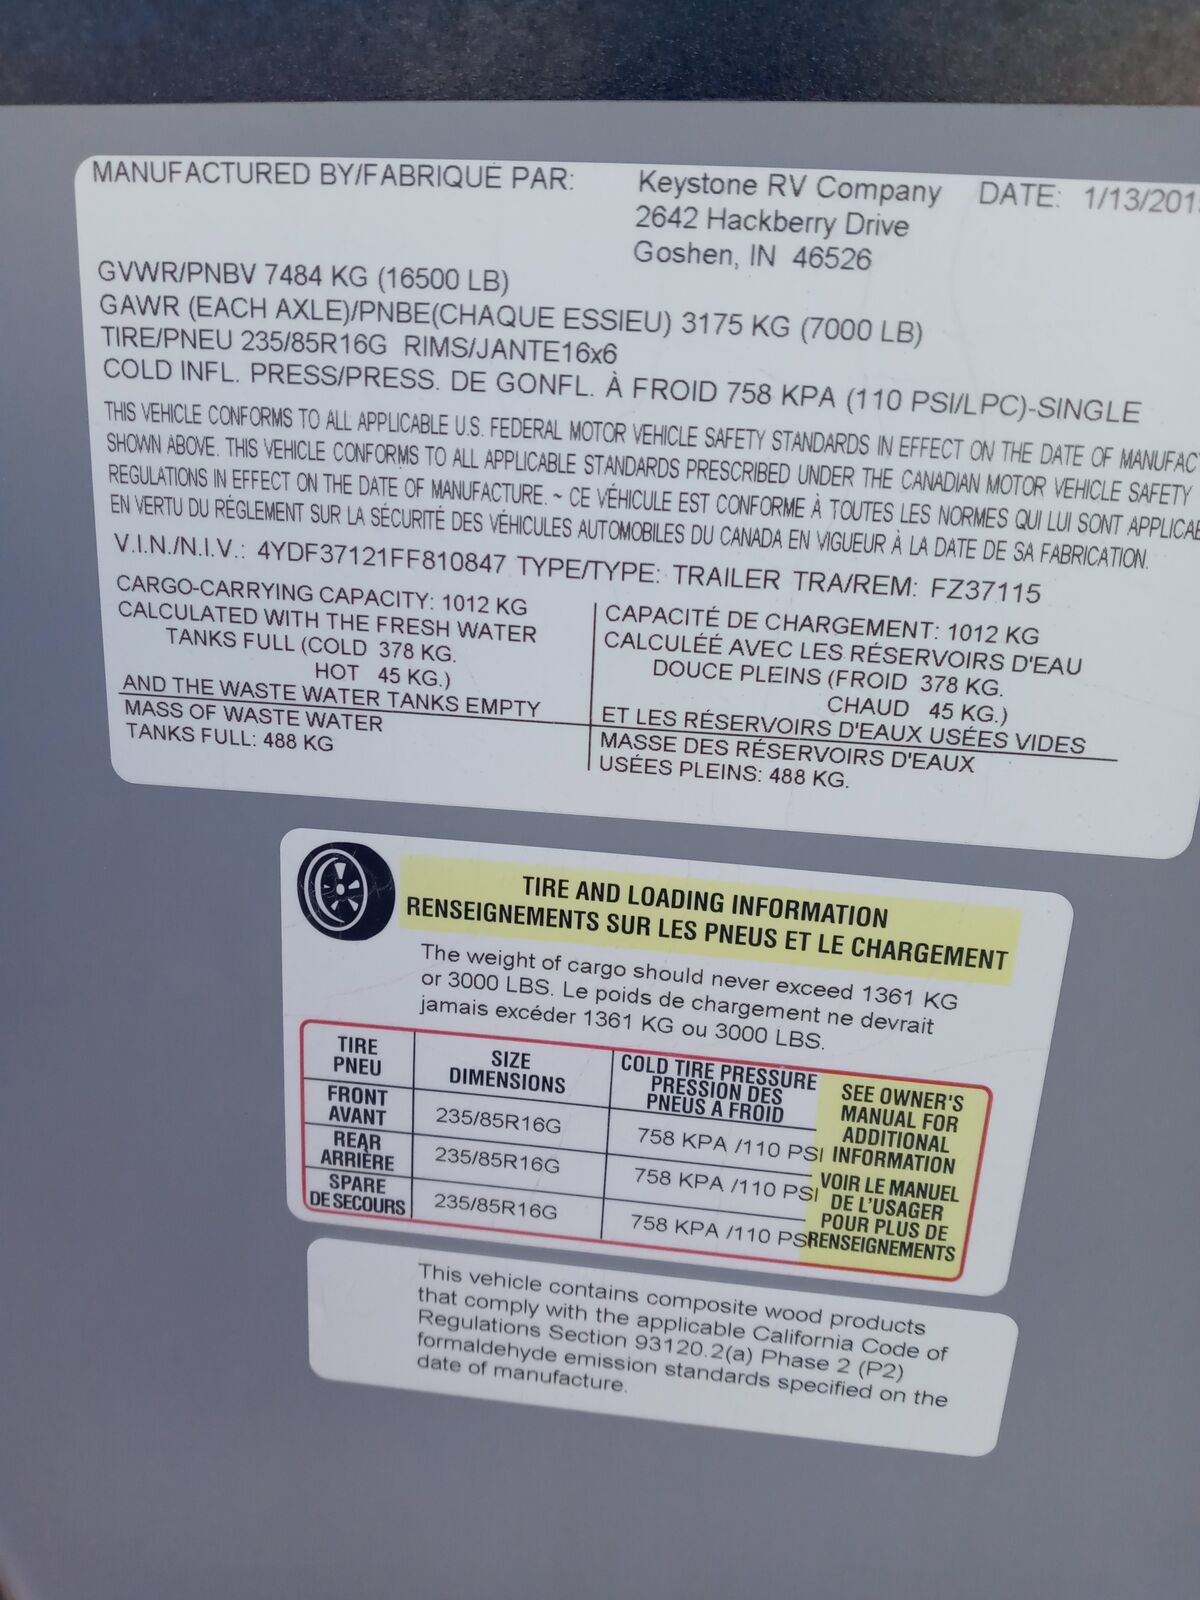 MANUFACTURED BY/FABRIQUÉ PAR: Keystone RV Company DATE: 1/13/201
2642 Hackberry Drive
Goshen, IN 46526
GVWR/PNBV 7484 KG (16500 LB)
GAWR (EACH AXLE)/PNBE(CHAQUE ESSIEU) 3175 KG (7000 LB)
TIRE/PNEU 235/85R16G RIMS/JANTE16x6
COLD INFL. PRESS/PRESS. DE GONFL. À FROID 758 KPA (110 PSI/LPC)-SINGLE
THIS VEHICLE CONFORMS TO ALL APPLICABLE U.S. FEDERAL MOTOR VEHICLE SAFETY STANDARDS IN EFFECT ON THE DATE OF MANUFAC
SHOWN ABOVE. THIS VEHICLE CONFORMS TO ALL APPLICABLE STANDARDS PRESCRIBED UNDER THE CANADIAN MOTOR VEHICLE SAFETY
REGULATIONS IN EFFECT ON THE DATE OF MANUFACTURE. ~ CE VÉHICULE EST CONFORME À TOUTES LES NORMES QUI LUI SONT APPLICAB
EN VERTU DU RÉGLEMENT SUR LA SÉCURITÉ DES VÉHICULES AUTOMOBILES DU CANADA EN VIGUEUR À LA DATE DE SA FABRICATION.
V.I.N./N.I.V.: 4YDF37121FF810847 TYPE/TYPE: TRAILER TRA/REM: FZ37115
CARGO-CARRYING CAPACITY: 1012 KG
CALCULATED WITH THE FRESH WATER
TANKS FULL (COLD 378 KG.
HOT 45 KG.)
AND THE WASTE WATER TANKS EMPTY
MASS OF WASTE WATER
TANKS FULL: 488 KG
CAPACITÉ DE CHARGEMENT: 1012 KG
CALCULÉÉ AVEC LES RÉSERVOIRS D'EAU
DOUCE PLEINS (FROID 378 KG.
CHAUD 45 KG.)
ET LES RÉSERVOIRS D'EAUX USÉES VIDES
MASSE DES RÉSERVOIRS D'EAUX
USÉES PLEINS: 488 KG.
TIRE AND LOADING INFORMATION
RENSEIGNEMENTS SUR LES PNEUS ET LE CHARGEMENT
The weight of cargo should never exceed 1361 KG
or 3000 LBS. Le poids de chargement ne devrait
jamais excéder 1361 KG ou 3000 LBS.
TIRE
PNEU
SIZE
DIMENSIONS
COLD TIRE PRESSURE
PRESSION DES
PNEUS A FROID
FRONT
AVANT
235/85R16G
758 KPA /110 PSI
REAR
ARRIÈRE
235/85R16G
758 KPA /110 PSI
SPARE
DE SECOURS
235/85R16G
758 KPA /110 PS
SEE OWNER'S
MANUAL FOR
ADDITIONAL
INFORMATION
VOIR LE MANUEL
DE L'USAGER
POUR PLUS DE
RENSEIGNEMENTS
This vehicle contains composite wood products
that comply with the applicable California Code of
Regulations Section 93120.2(a) Phase 2 (P2)
formaldehyde emission standards specified on the
date of manufacture.